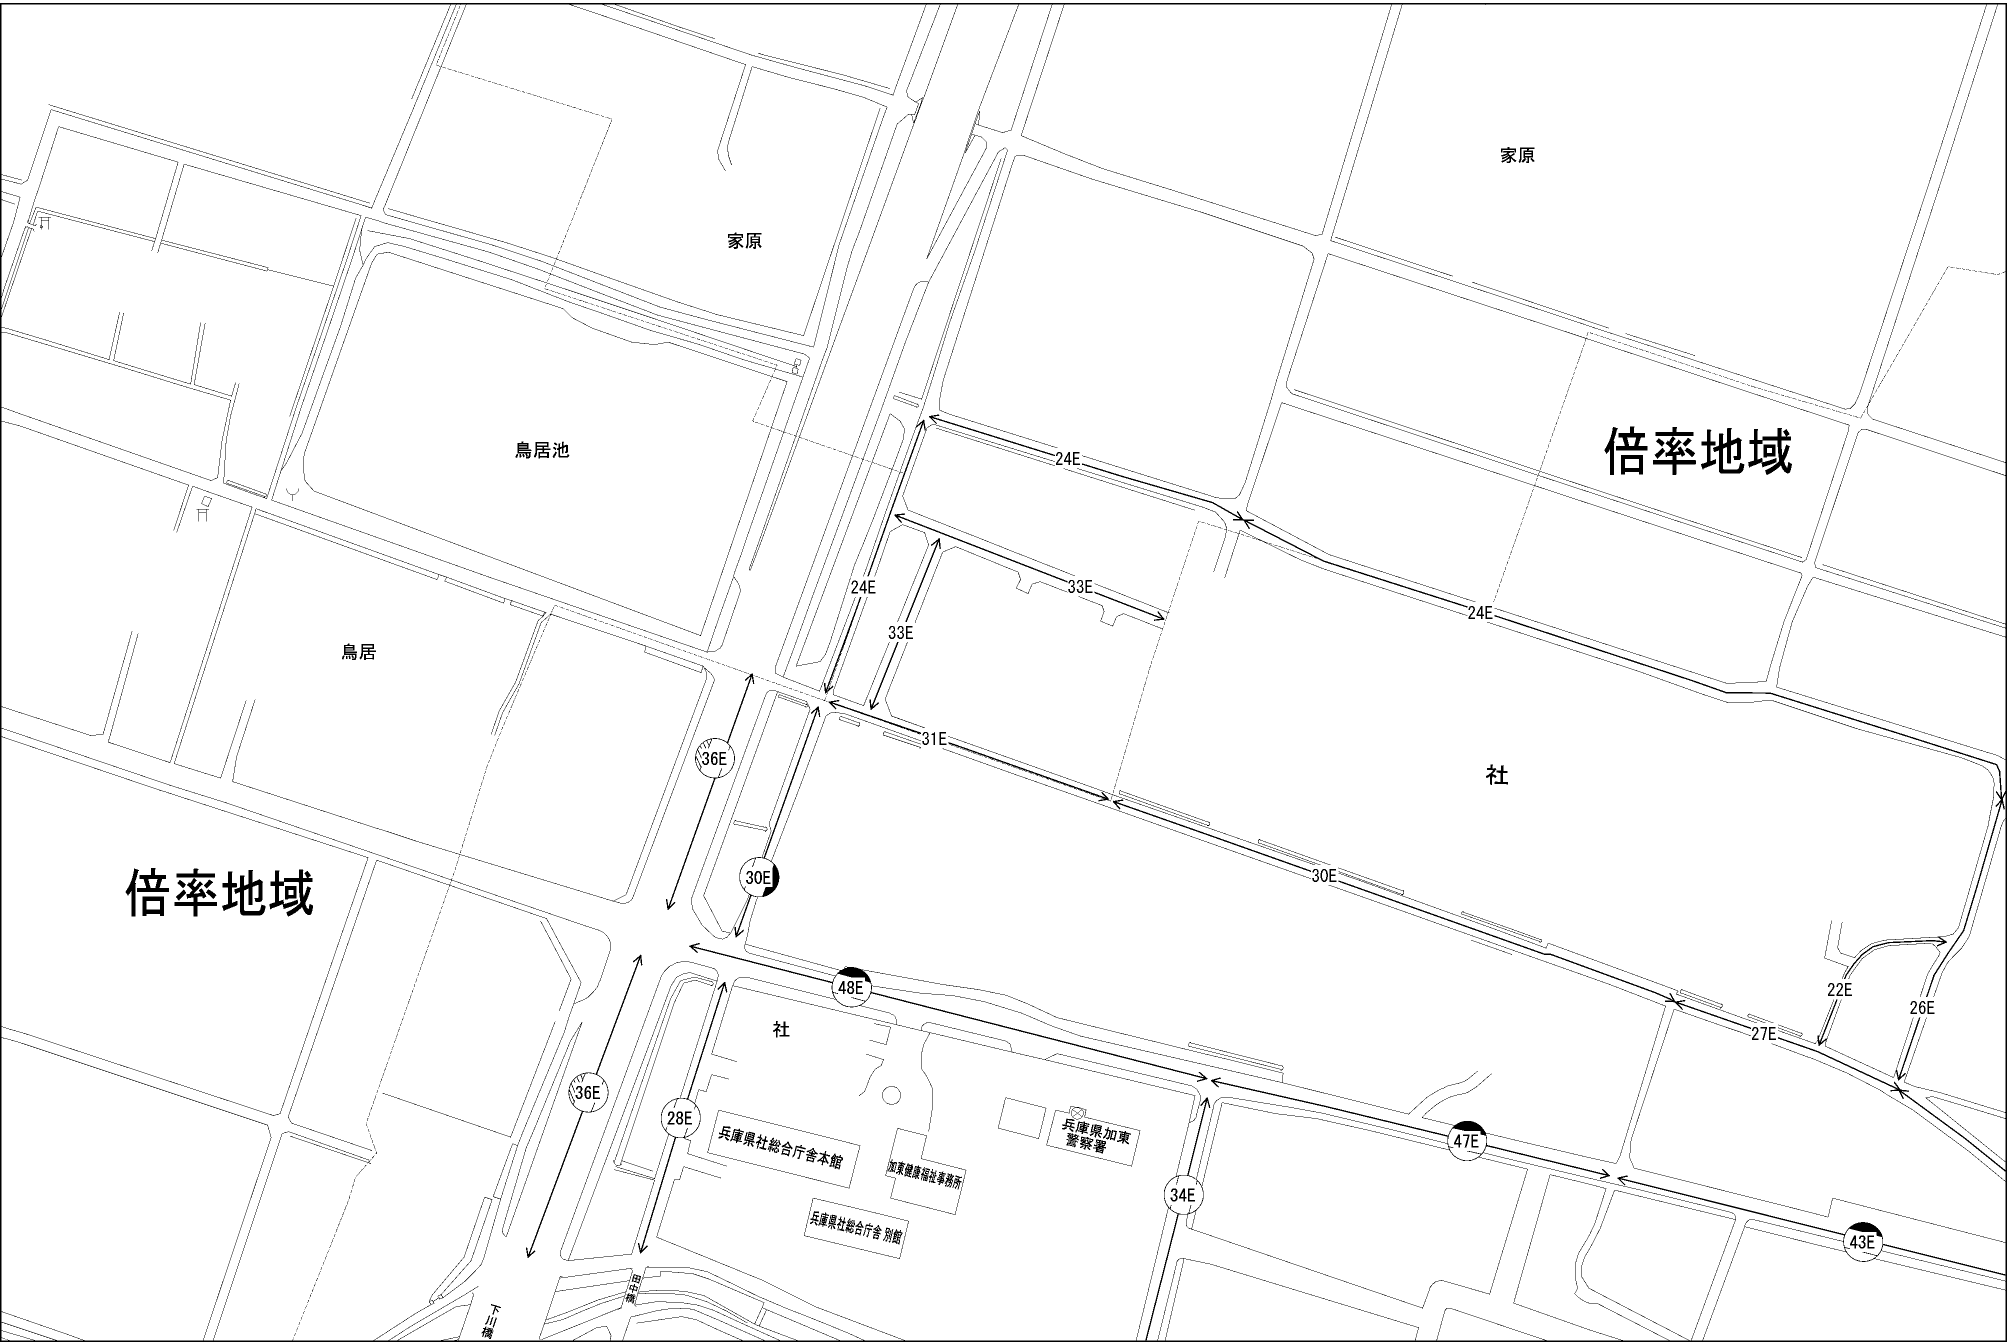 家原
家原
倍率地域
鳥居池
24E
24E
33E
24E
33E
鳥居
31E
36E
社
30E
30E
倍率地域
48E
22E
26E
27E
社
36E
28E
兵庫県社総合庁舎本館
加東健康福祉事務所
兵庫県加東
警察署
47E
34E
兵庫県社総合庁舎 別館
43E
田中橋
下川橋